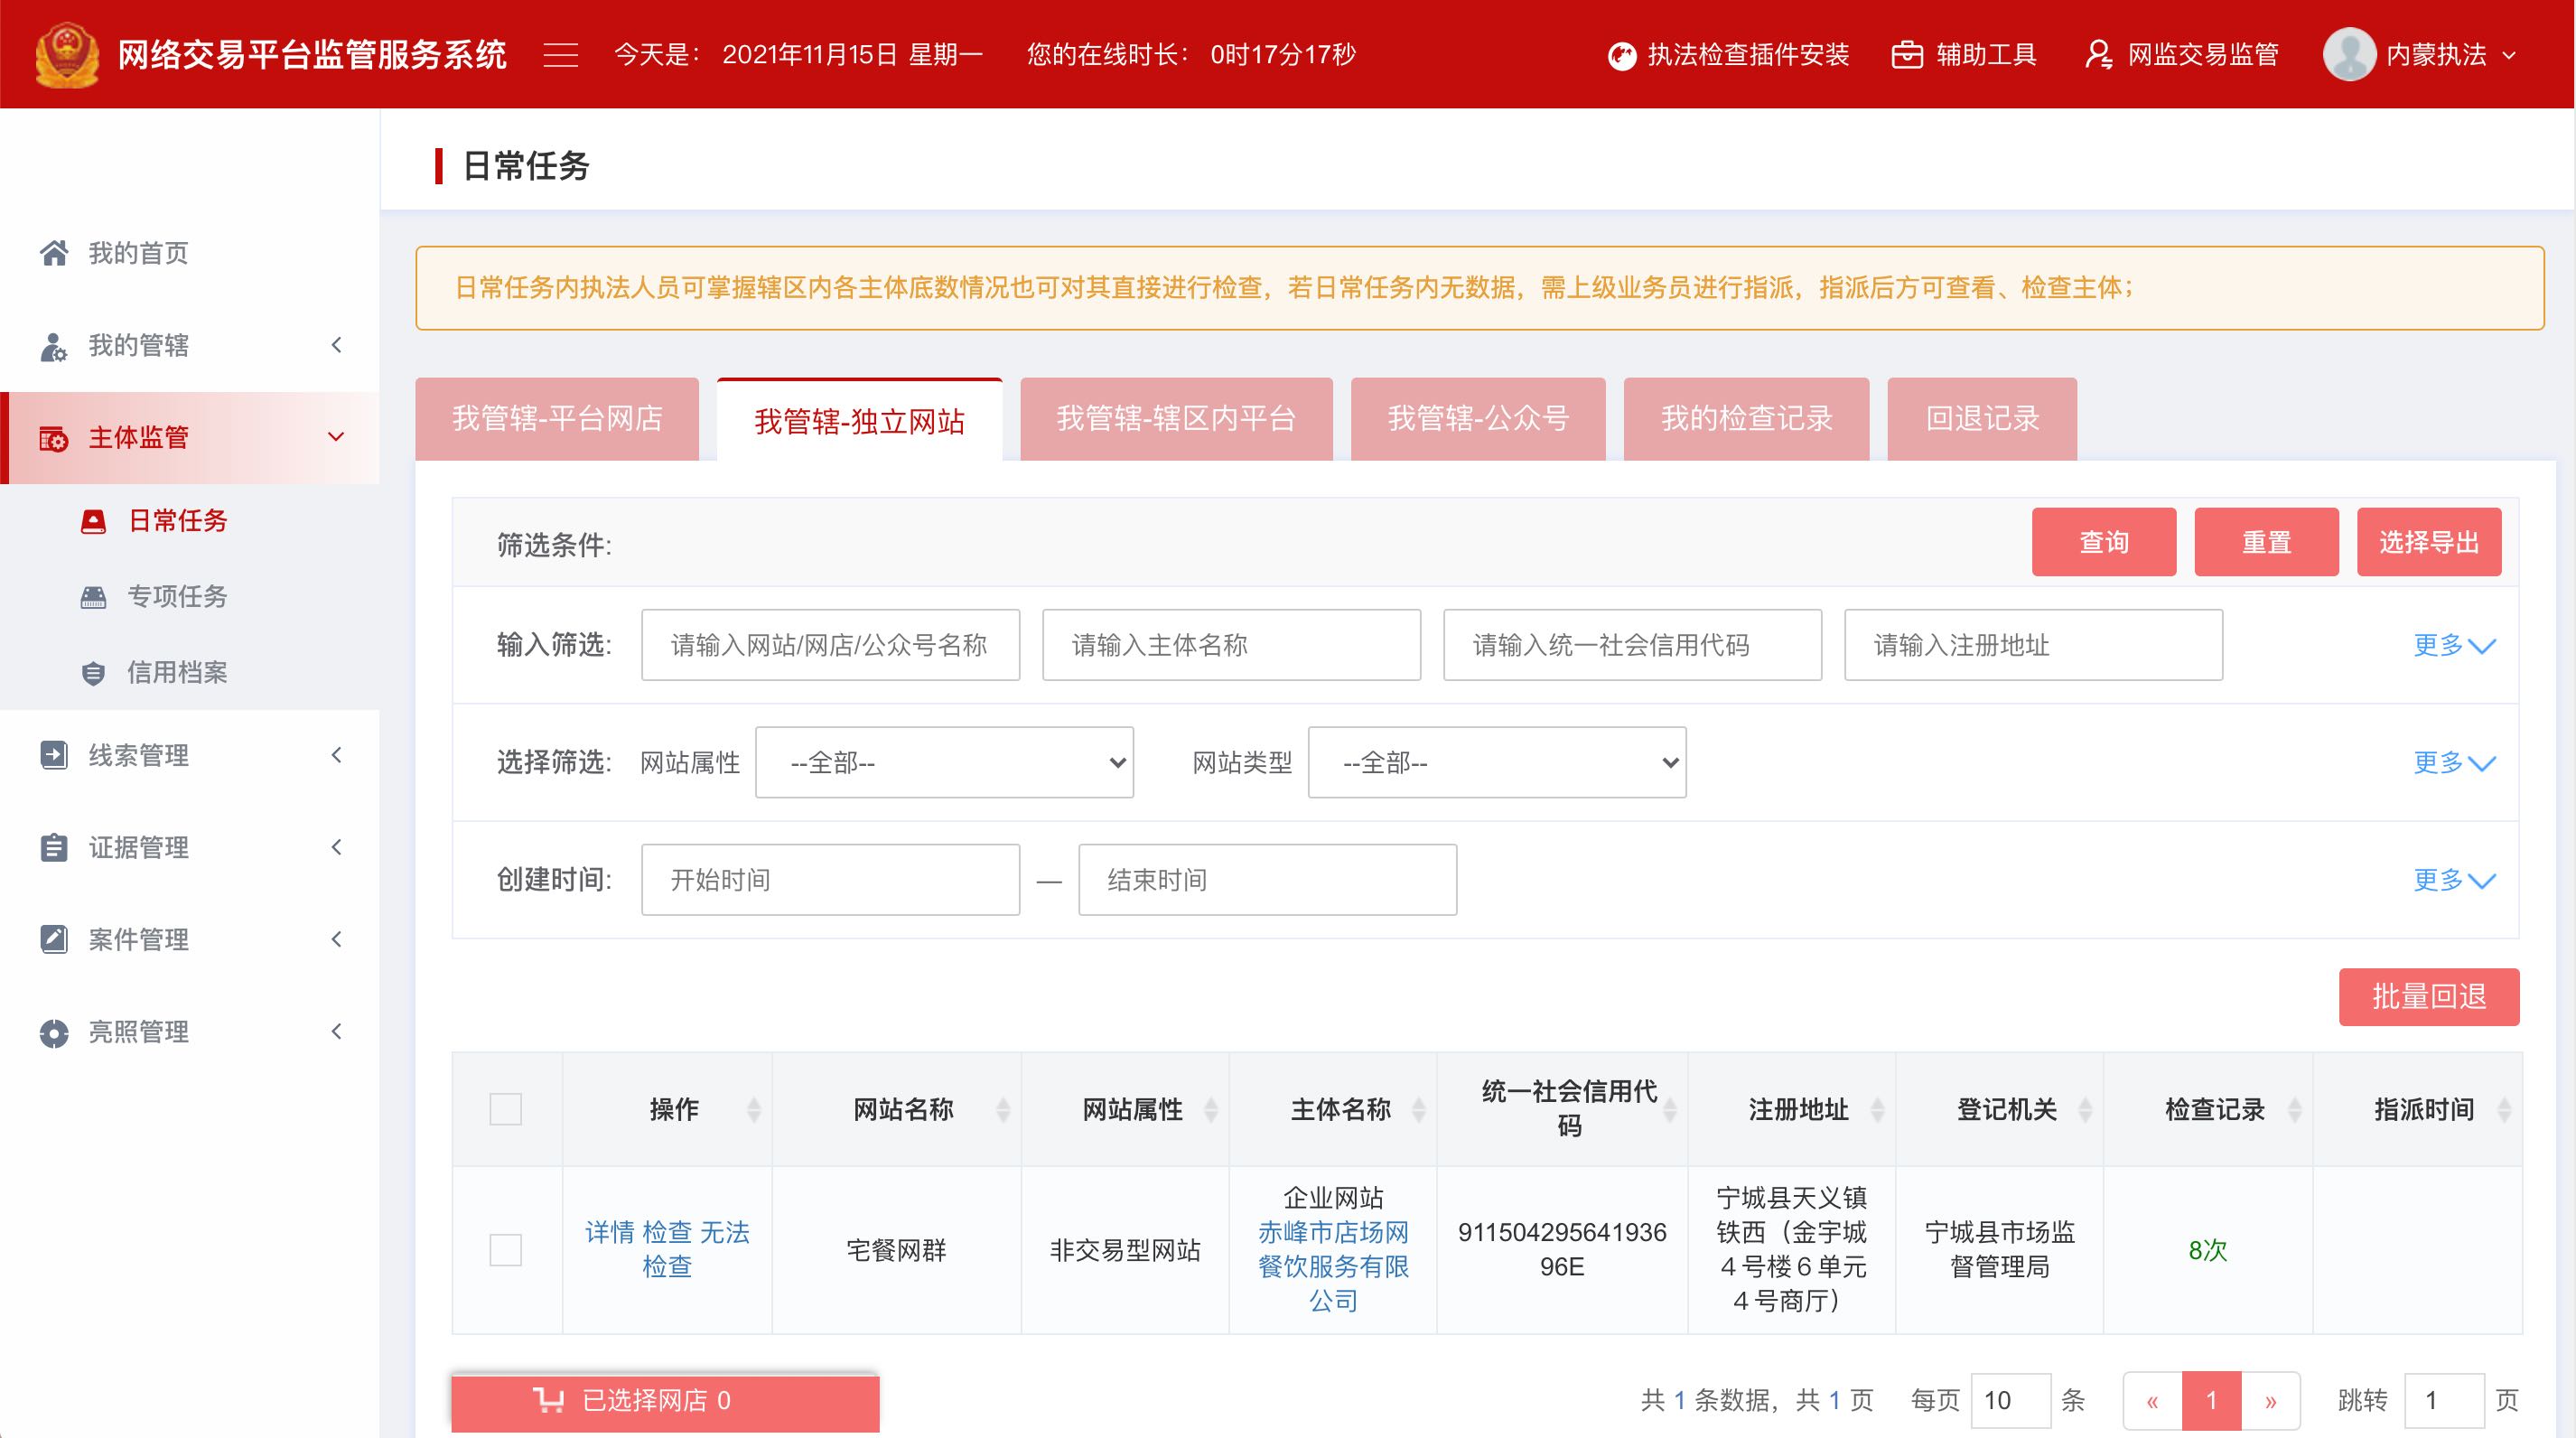 网络交易平台监管服务系统 今天是: 2021年11月15日 星期一 您的在线时长: 0时17分17秒 执法检查插件安装 辅助工具 网监交易监管 内蒙执法
我的首页
我的管辖
主体监管
日常任务
专项任务
信用档案
线索管理
证据管理
案件管理
亮照管理
日常任务
日常任务内执法人员可掌握辖区内各主体底数情况也可对其直接进行检查，若日常任务内无数据，需上级业务员进行指派，指派后方可查看、检查主体；
我管辖-平台网店 我管辖-独立网站 我管辖-辖区内平台 我管辖-公众号 我的检查记录 回退记录
筛选条件: 查询 重置 选择导出
输入筛选: 请输入网站/网店/公众号名称 请输入主体名称 请输入统一社会信用代码 请输入注册地址 更多
选择筛选: 网站属性 --全部-- 网站类型 --全部-- 更多
创建时间: 开始时间 — 结束时间 更多
批量回退
操作 网站名称 网站属性 主体名称 统一社会信用代
码 注册地址 登记机关 检查记录 指派时间
详情 检查 无法
检查
宅餐网群
非交易型网站
企业网站
赤峰市店场网
餐饮服务有限
公司
911504295641936
96E
宁城县天义镇
铁西（金宇城
４号楼６单元
４号商厅）
宁城县市场监
督管理局
8次
已选择网店 0
共 1 条数据，共 1 页 每页 10 条 « 1 » 跳转 1 页